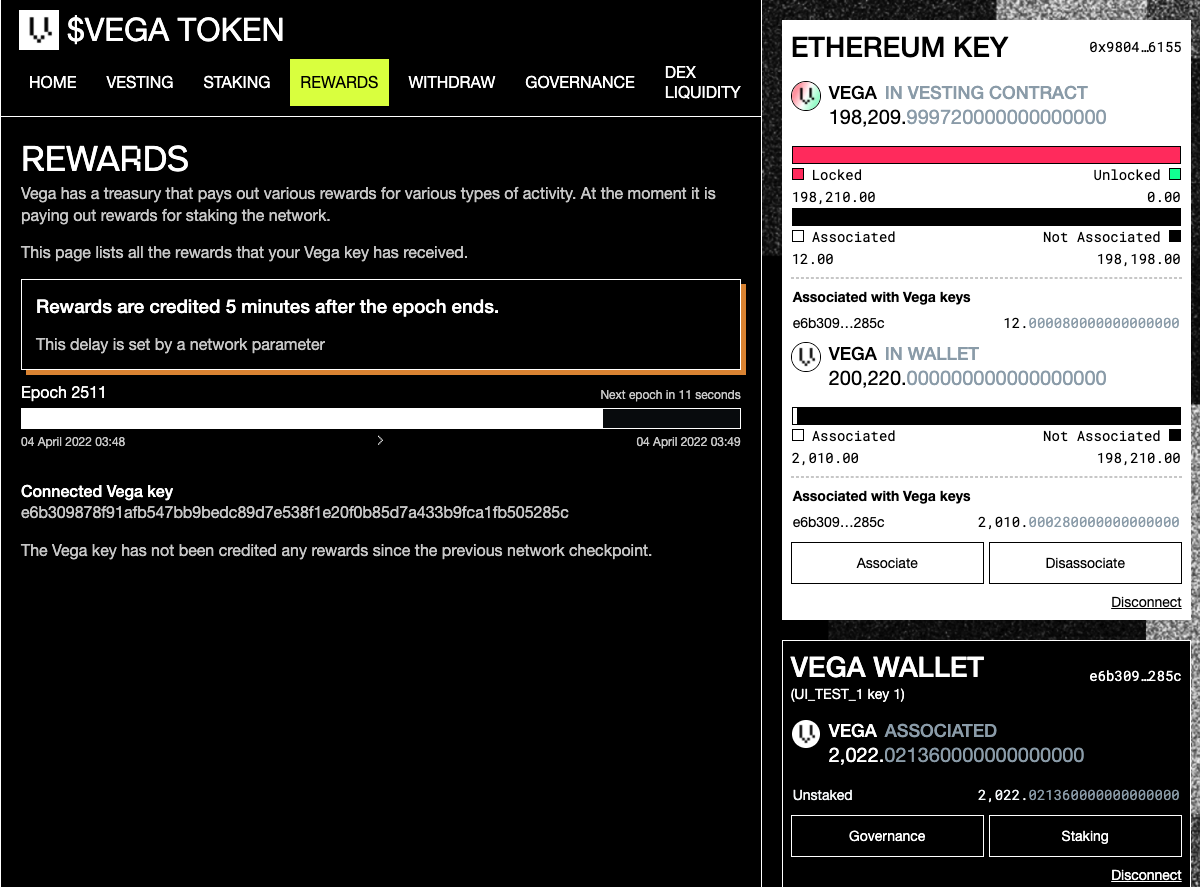 $VEGA TOKEN
HOME VESTING STAKING REWARDS WITHDRAW GOVERNANCE DEX LIQUIDITY
REWARDS
Vega has a treasury that pays out various rewards for various types of activity. At the moment it is
paying out rewards for staking the network.
This page lists all the rewards that your Vega key has received.
Rewards are credited 5 minutes after the epoch ends.
This delay is set by a network parameter
Epoch 2511 Next epoch in 11 seconds
04 April 2022 03:48 04 April 2022 03:49
Connected Vega key
e6b309878f91afb547bb9bedc89d7e538f1e20f0b85d7a433b9fca1fb505285c
The Vega key has not been credited any rewards since the previous network checkpoint.
ETHEREUM KEY 0x9804…6155
VEGA IN VESTING CONTRACT
198,209.999720000000000000
Locked Unlocked
198,210.00 0.00
Associated Not Associated
12.00 198,198.00
Associated with Vega keys
e6b309…285c 12.000080000000000000
VEGA IN WALLET
200,220.000000000000000000
Associated Not Associated
2,010.00 198,210.00
Associated with Vega keys
e6b309…285c 2,010.000280000000000000
Associate Disassociate
Disconnect
VEGA WALLET e6b309…285c
(UI_TEST_1 key 1)
VEGA ASSOCIATED
2,022.021360000000000000
Unstaked 2,022.021360000000000000
Governance Staking
Disconnect